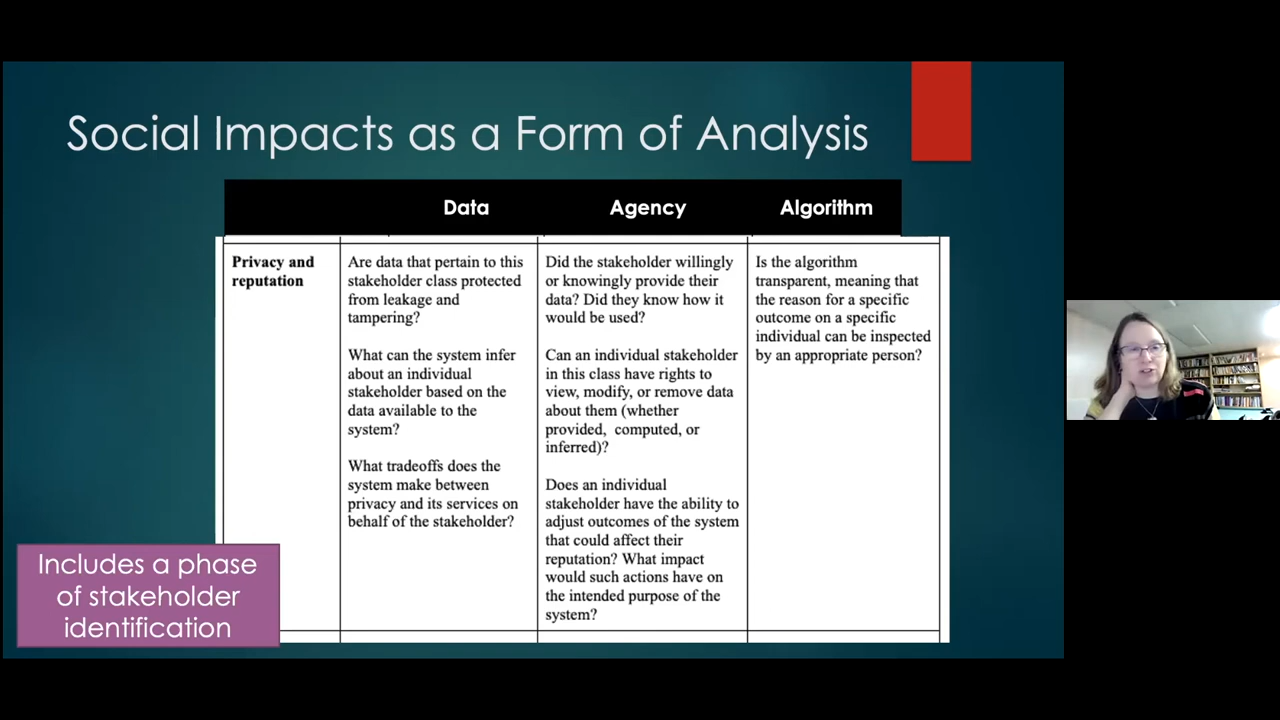 Social Impacts as a Form of Analysis
Data
Agency
Algorithm
Privacy and
reputation
Are data that pertain to this
stakeholder class protected
from leakage and
tampering?
What can the system infer
about an individual
stakeholder based on the
data available to the
system?
What tradeoffs does the
system make between
privacy and its services on
behalf of the stakeholder?
Did the stakeholder willingly
or knowingly provide their
data? Did they know how it
would be used?
Can an individual stakeholder
in this class have rights to
view, modify, or remove data
about them (whether
provided, computed, or
inferred)?
Does an individual
stakeholder have the ability to
adjust outcomes of the system
that could affect their
reputation? What impact
would such actions have on
the intended purpose of the
system?
Is the algorithm
transparent, meaning that
the reason for a specific
outcome on a specific
individual can be inspected
by an appropriate person?
Includes a phase
of stakeholder
identification